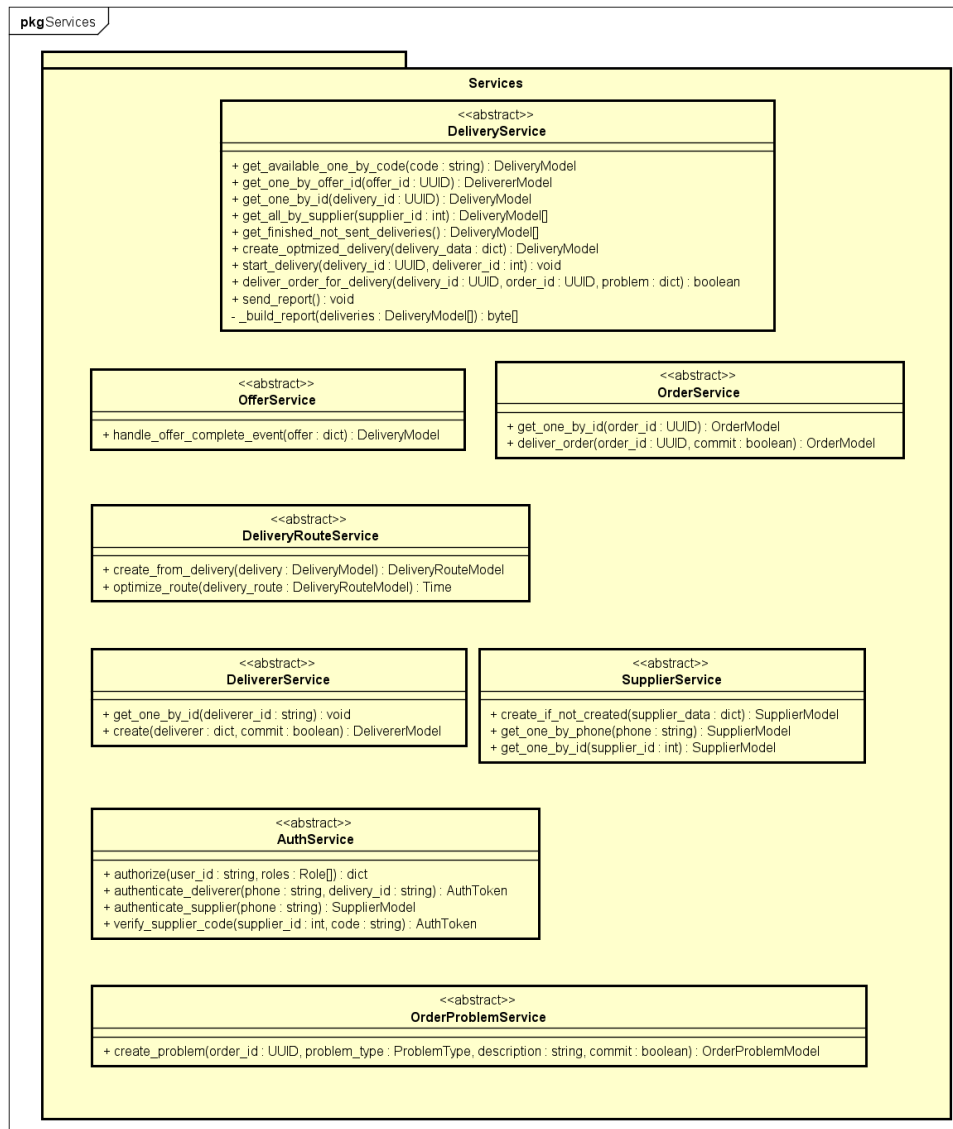 pkg Services
Services
<<abstract>>
DeliveryService
+ get_available_one_by_code(code : string) : DeliveryModel
+ get_one_by_offer_id(offer_id : UUID) : DelivererModel
+ get_one_by_id(delivery_id : UUID) : DeliveryModel
+ get_all_by_supplier(supplier_id : int) : DeliveryModel[]
+ get_finished_not_sent_deliveries() : DeliveryModel[]
+ create_optmized_delivery(delivery_data : dict) : DeliveryModel
+ start_delivery(delivery_id : UUID, deliverer_id : int) : void
+ deliver_order_for_delivery(delivery_id : UUID, order_id : UUID, problem : dict) : boolean
+ send_report() : void
- _build_report(deliveries : DeliveryModel[]) : byte[]
<<abstract>>
OfferService
+ handle_offer_complete_event(offer : dict) : DeliveryModel
<<abstract>>
OrderService
+ get_one_by_id(order_id : UUID) : OrderModel
+ deliver_order(order_id : UUID, commit : boolean) : OrderModel
<<abstract>>
DeliveryRouteService
+ create_from_delivery(delivery : DeliveryModel) : DeliveryRouteModel
+ optimize_route(delivery_route : DeliveryRouteModel) : Time
<<abstract>>
DelivererService
+ get_one_by_id(deliverer_id : string) : void
+ create(deliverer : dict, commit : boolean) : DelivererModel
<<abstract>>
SupplierService
+ create_if_not_created(supplier_data : dict) : SupplierModel
+ get_one_by_phone(phone : string) : SupplierModel
+ get_one_by_id(supplier_id : int) : SupplierModel
<<abstract>>
AuthService
+ authorize(user_id : string, roles : Role[]) : dict
+ authenticate_deliverer(phone : string, delivery_id : string) : AuthToken
+ authenticate_supplier(phone : string) : SupplierModel
+ verify_supplier_code(supplier_id : int, code : string) : AuthToken
<<abstract>>
OrderProblemService
+ create_problem(order_id : UUID, problem_type : ProblemType, description : string, commit : boolean) : OrderProblemModel